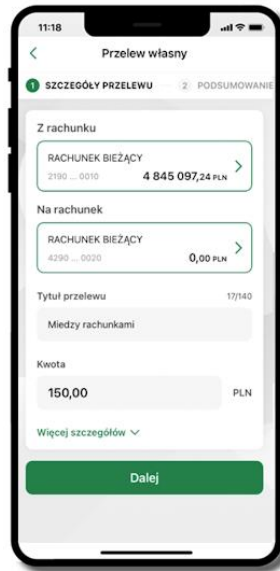 11:18
Przelew własny
1 SZCZEGÓŁY PRZELEWU 2 PODSUMOWANIE
Z rachunku
RACHUNEK BIEŻĄCY
2190 ... 0010 4 845 097,24 PLN
Na rachunek
RACHUNEK BIEŻĄCY
4290 ... 0020 0,00 PLN
Tytuł przelewu 17/140
Miedzy rachunkami
Kwota
150,00 PLN
Więcej szczegółów
Dalej